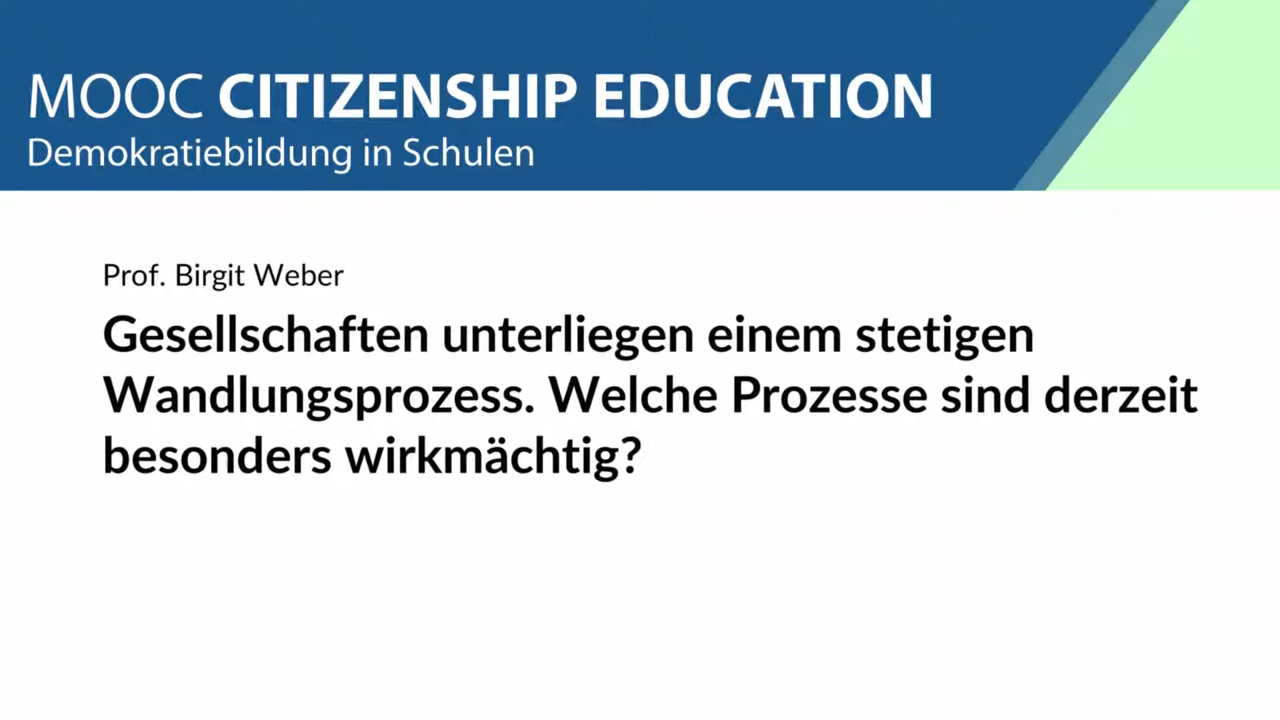 MOOC CITIZENSHIP EDUCATION
Demokratiebildung in Schulen
Prof. Birgit Weber
Gesellschaften unterliegen einem stetigen
Wandlungsprozess. Welche Prozesse sind derzeit
besonders wirkmächtig?